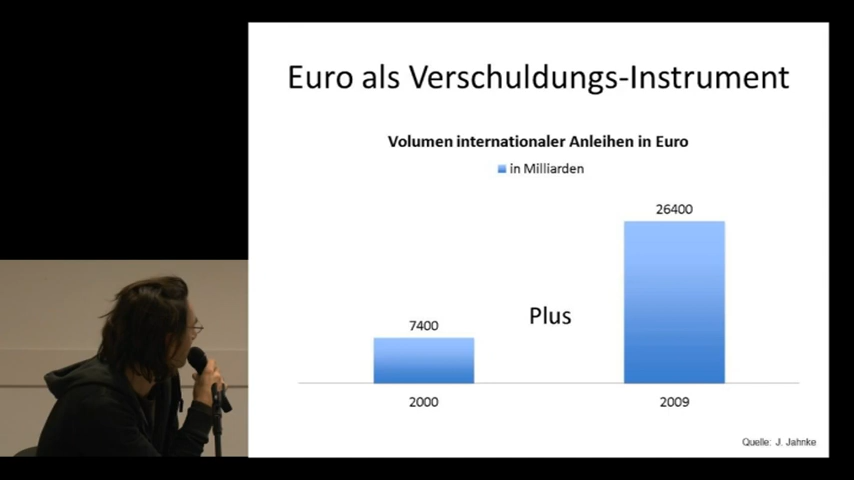 Euro als Verschuldungs-Instrument
Volumen internationaler Anleihen in Euro
in Milliarden
26400
7400
Plus
2000
2009
Quelle: J. Jahnke